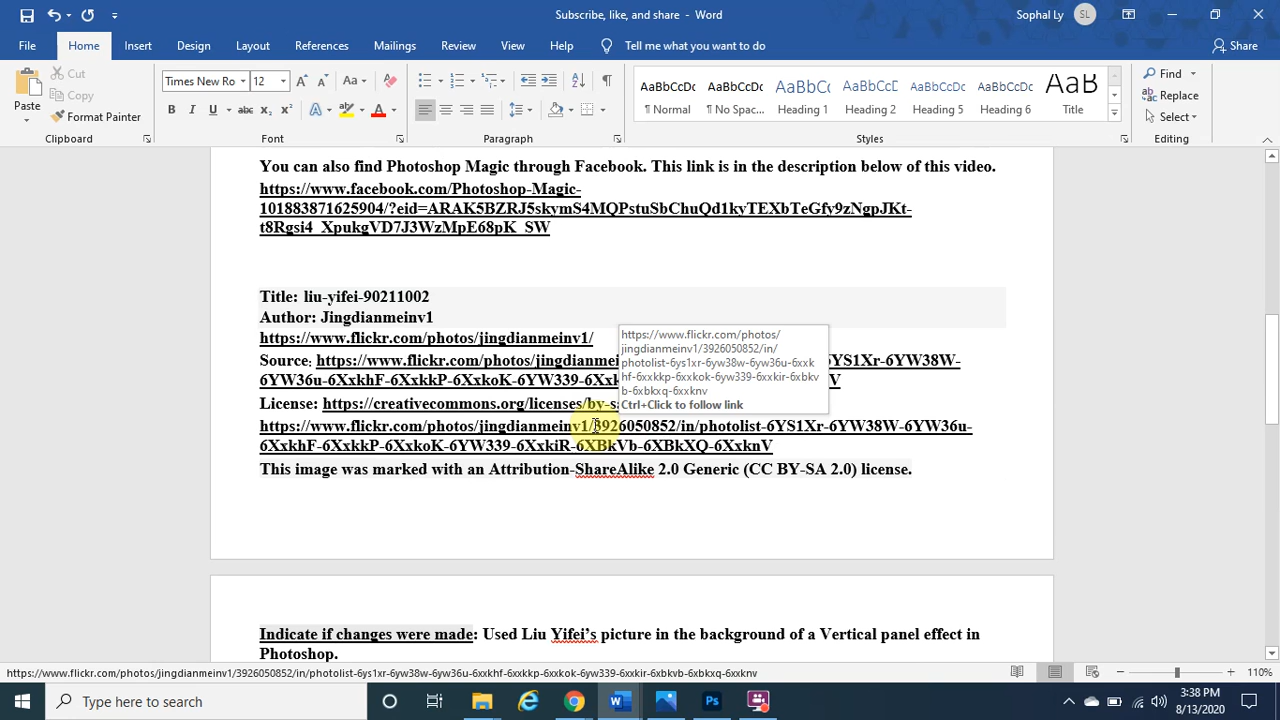 Subscribe, like, and share - Word
Sophal Ly
SL
File Home Insert Design Layout References Mailings Review View Help Tell me what you want to do Share
Paste
Cut
Copy
Format Painter
Clipboard
Times New Ro 12
B I U abc x₂ x²
Font
Paragraph
AaBbCcDc AaBbCcDc AaBbCc AaBbCcD AaBbCcD AaBbCcDc AaB
¶ Normal ¶ No Spac... Heading 1 Heading 2 Heading 5 Heading 6 Title
Styles
Find
Replace
Select
Editing
You can also find Photoshop Magic through Facebook. This link is in the description below of this video.
https://www.facebook.com/Photoshop-Magic-
101883871625904/?eid=ARAK5BZRJ5skymS4MQPstuSbChuQd1kyTEXbTeGfy9zNgpJKt-
t8Rgsi4_XpukgVD7J3WzMpE68pK_SW
Title: liu-yifei-90211002
Author: Jingdianmeinv1
https://www.flickr.com/photos/jingdianmeinv1/
Source: https://www.flickr.com/photos/jingdianmei YS1Xr-6YW38W-
6YW36u-6XxkhF-6XxkkP-6XxkoK-6YW339-6Xxk V
License: https://creativecommons.org/licenses/by-s
https://www.flickr.com/photos/
jingdianmeinv1/3926050852/in/
photolist-6ys1xr-6yw38w-6yw36u-6xxk
hf-6xxkkp-6xxkok-6yw339-6xxkir-6xbkv
b-6xbkxq-6xxknv
Ctrl+Click to follow link
https://www.flickr.com/photos/jingdianmeinv1/3926050852/in/photolist-6YS1Xr-6YW38W-6YW36u-
6XxkhF-6XxkkP-6XxkoK-6YW339-6XxkiR-6XBkVb-6XBkXQ-6XxknV
This image was marked with an Attribution-ShareAlike 2.0 Generic (CC BY-SA 2.0) license.
Indicate if changes were made: Used Liu Yifei’s picture in the background of a Vertical panel effect in
Photoshop.
https://www.flickr.com/photos/jingdianmeinv1/3926050852/in/photolist-6ys1xr-6yw38w-6yw36u-6xxkhf-6xxkkp-6xxkok-6yw339-6xxkir-6xbkvb-6xbkxq-6xxknv
110%
Type here to search
3:38 PM
8/13/2020